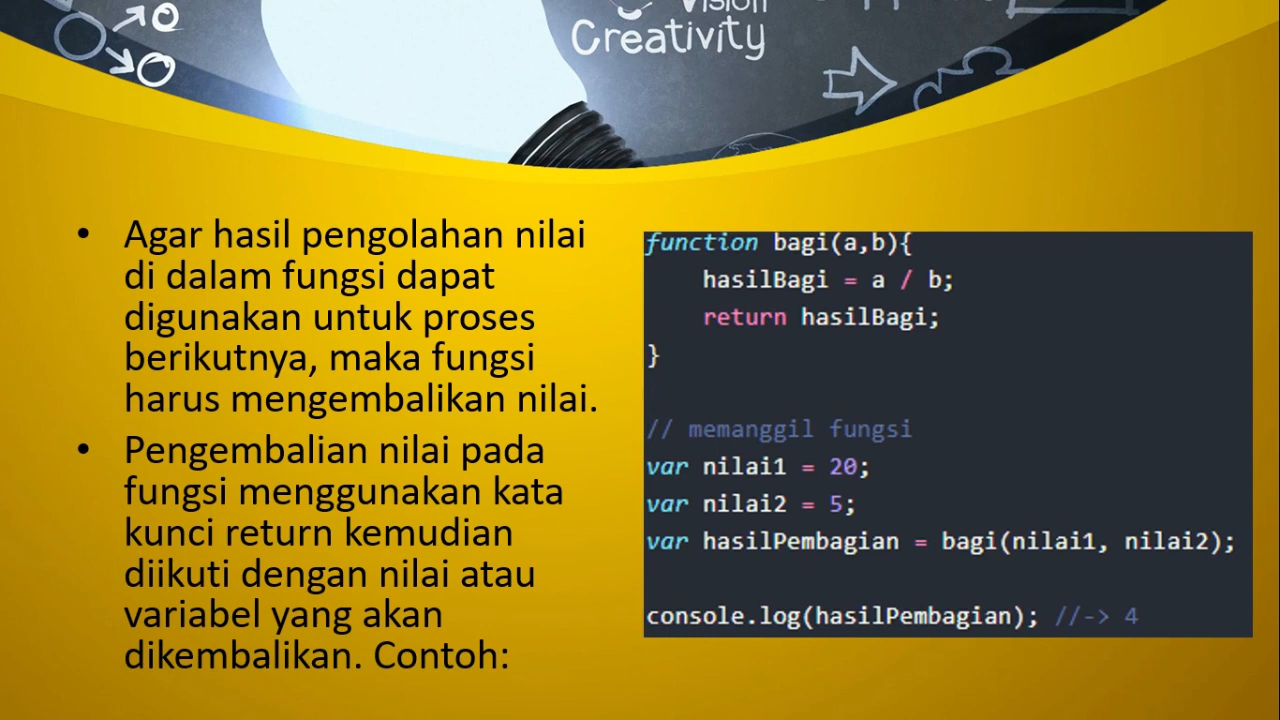 Vision
Creativity
• Agar hasil pengolahan nilai
di dalam fungsi dapat
digunakan untuk proses
berikutnya, maka fungsi
harus mengembalikan nilai.
• Pengembalian nilai pada
fungsi menggunakan kata
kunci return kemudian
diikuti dengan nilai atau
variabel yang akan
dikembalikan. Contoh:
function bagi(a,b){
    hasilBagi = a / b;
    return hasilBagi;
}
// memanggil fungsi
var nilai1 = 20;
var nilai2 = 5;
var hasilPembagian = bagi(nilai1, nilai2);
console.log(hasilPembagian); //-> 4